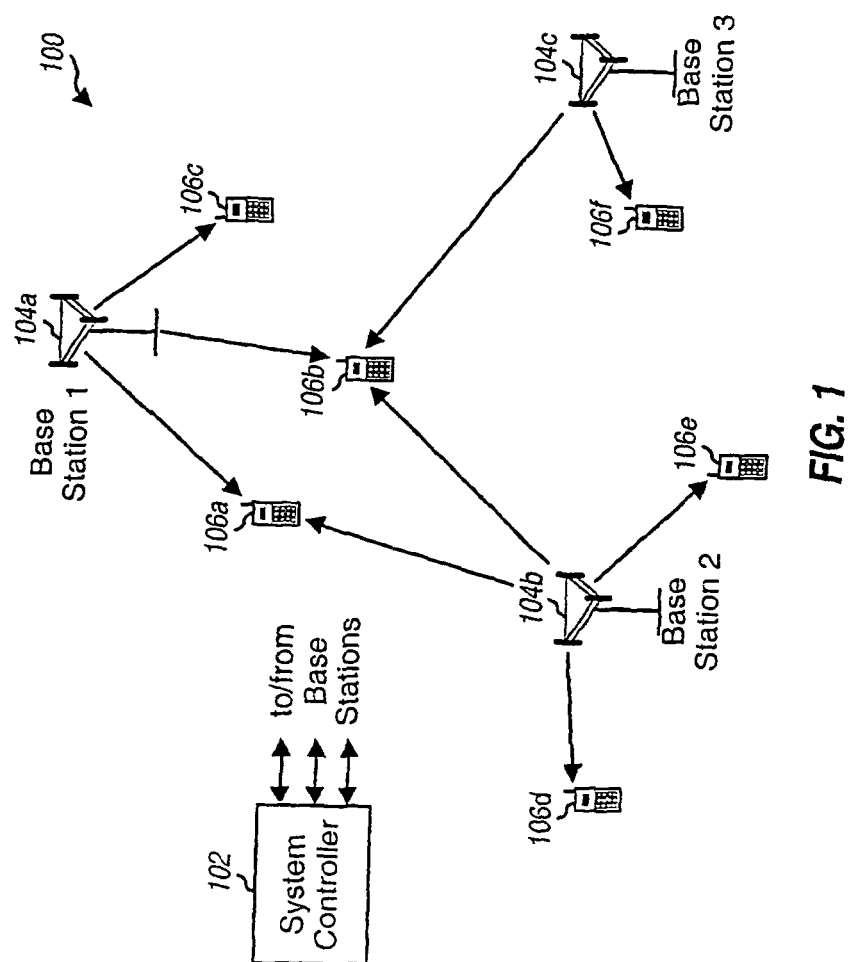 100
104a
Base
Station 1
106c
106a
106b
102
System
Controller
to/from
Base
Stations
104b
Base
Station 2
104c
Base
Station 3
106d
106e
106f
FIG. 1